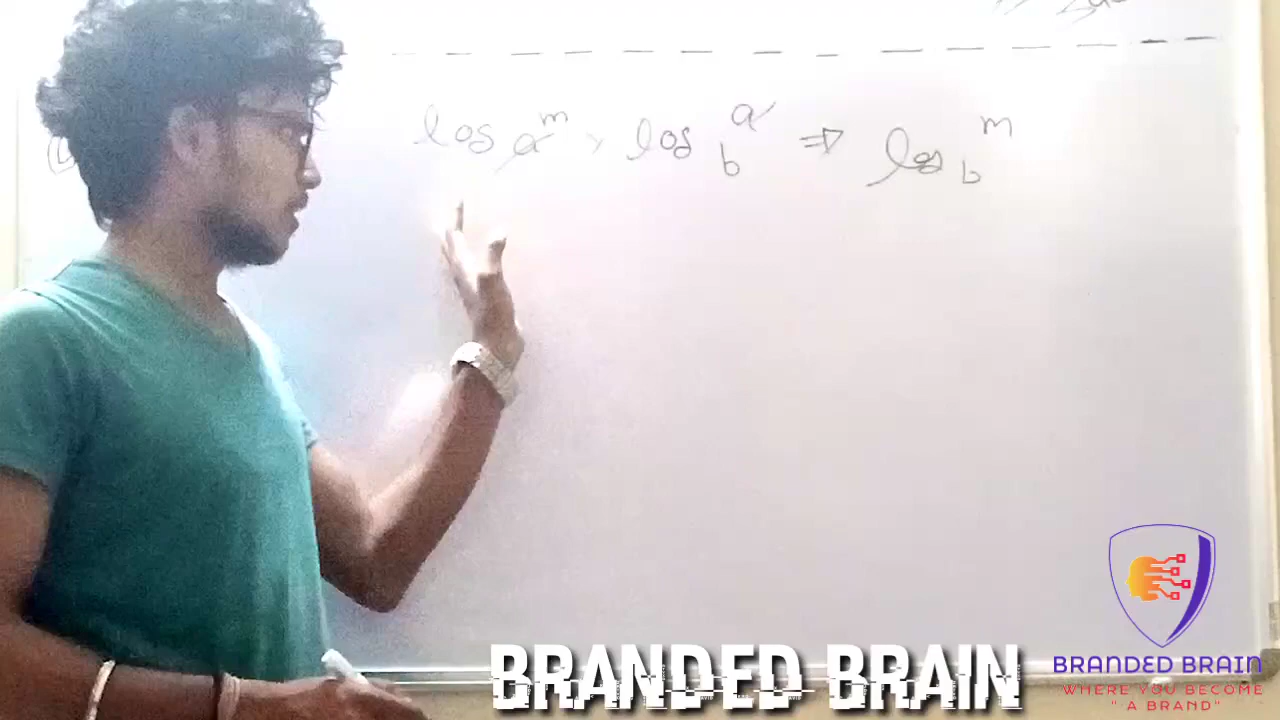 log a m × log b a ⇒ log b m
BRANDED BRAIN
BRANDED BRAIN
WHERE YOU BECOME
" A BRAND"